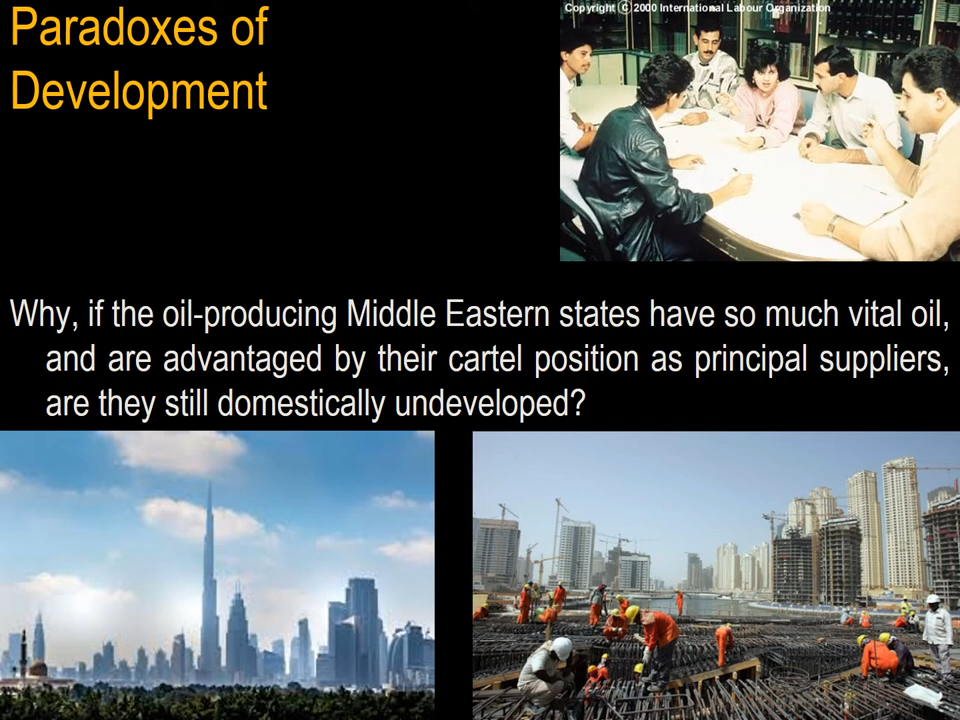 Paradoxes of
Development
Copyright © 2000 International Labour Organization
Why, if the oil-producing Middle Eastern states have so much vital oil,
and are advantaged by their cartel position as principal suppliers,
are they still domestically undeveloped?